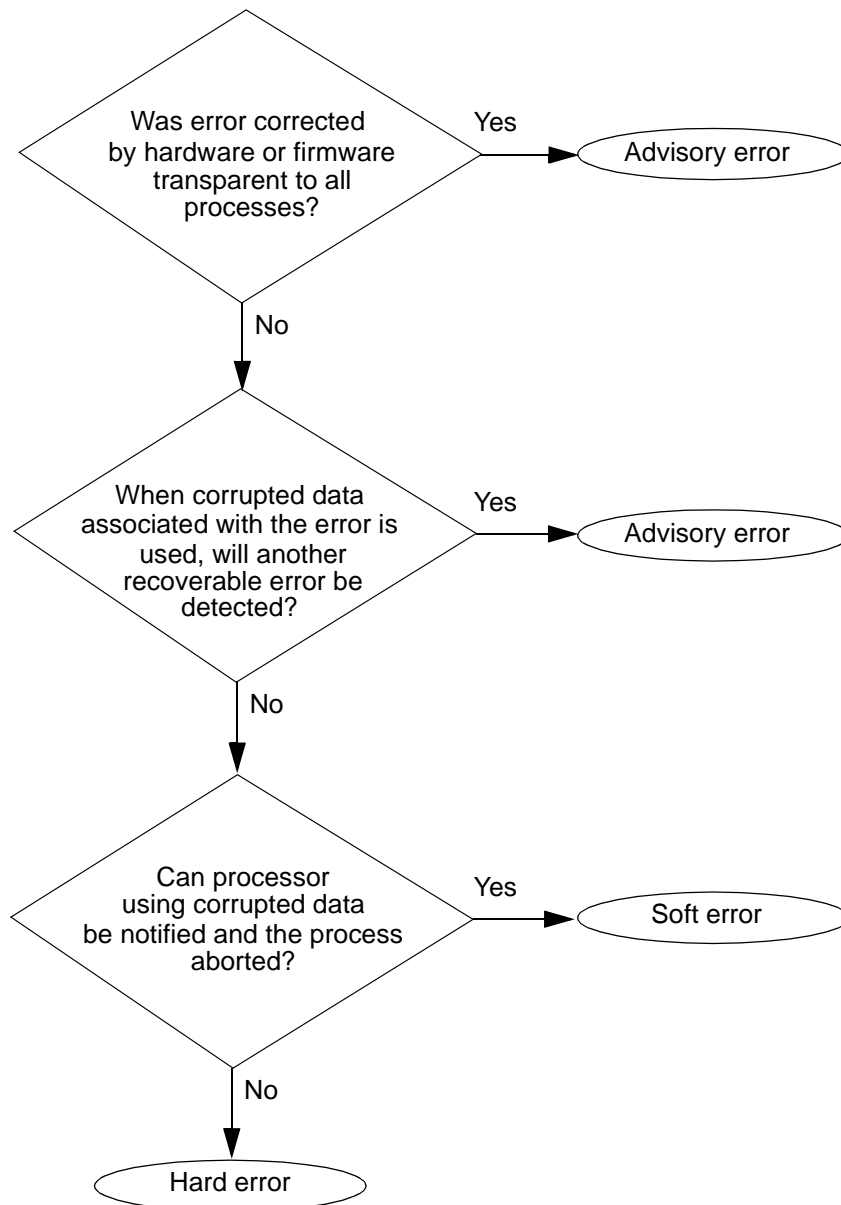 Was error corrected
by hardware or firmware
transparent to all
processes?
Yes
Advisory error
No
When corrupted data
associated with the error is
used, will another
recoverable error be
detected?
Yes
Advisory error
No
Can processor
using corrupted data
be notified and the process
aborted?
Yes
Soft error
No
Hard error